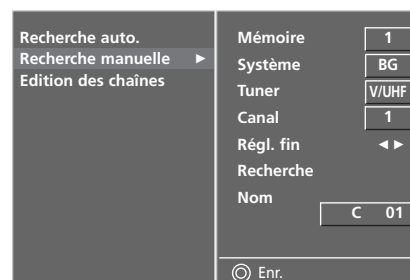 Recherche auto.
Recherche manuelle ►
Edition des chaînes
Mémoire 1
Système BG
Tuner V/UHF
Canal 1
Régl. fin ◄►
Recherche
Nom
C 01
Enr.